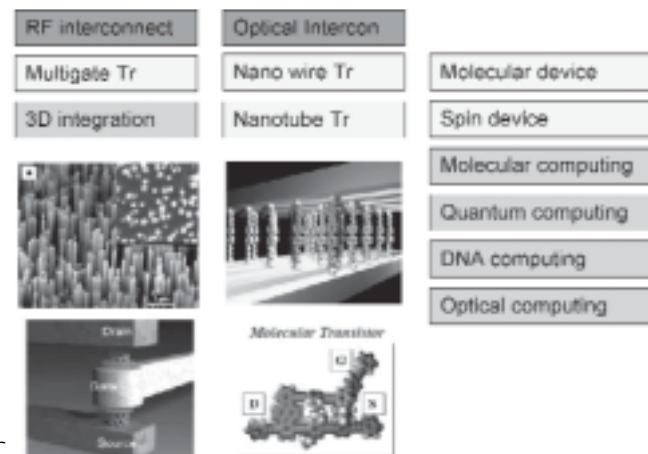 RF interconnect
Multigate Tr
3D integration
Optical Intercon
Nano wire Tr
Nanotube Tr
Molecular device
Spin device
Molecular computing
Quantum computing
DNA computing
Optical computing
Drain
Gate
Source
Molecular Transistor
G
D
S